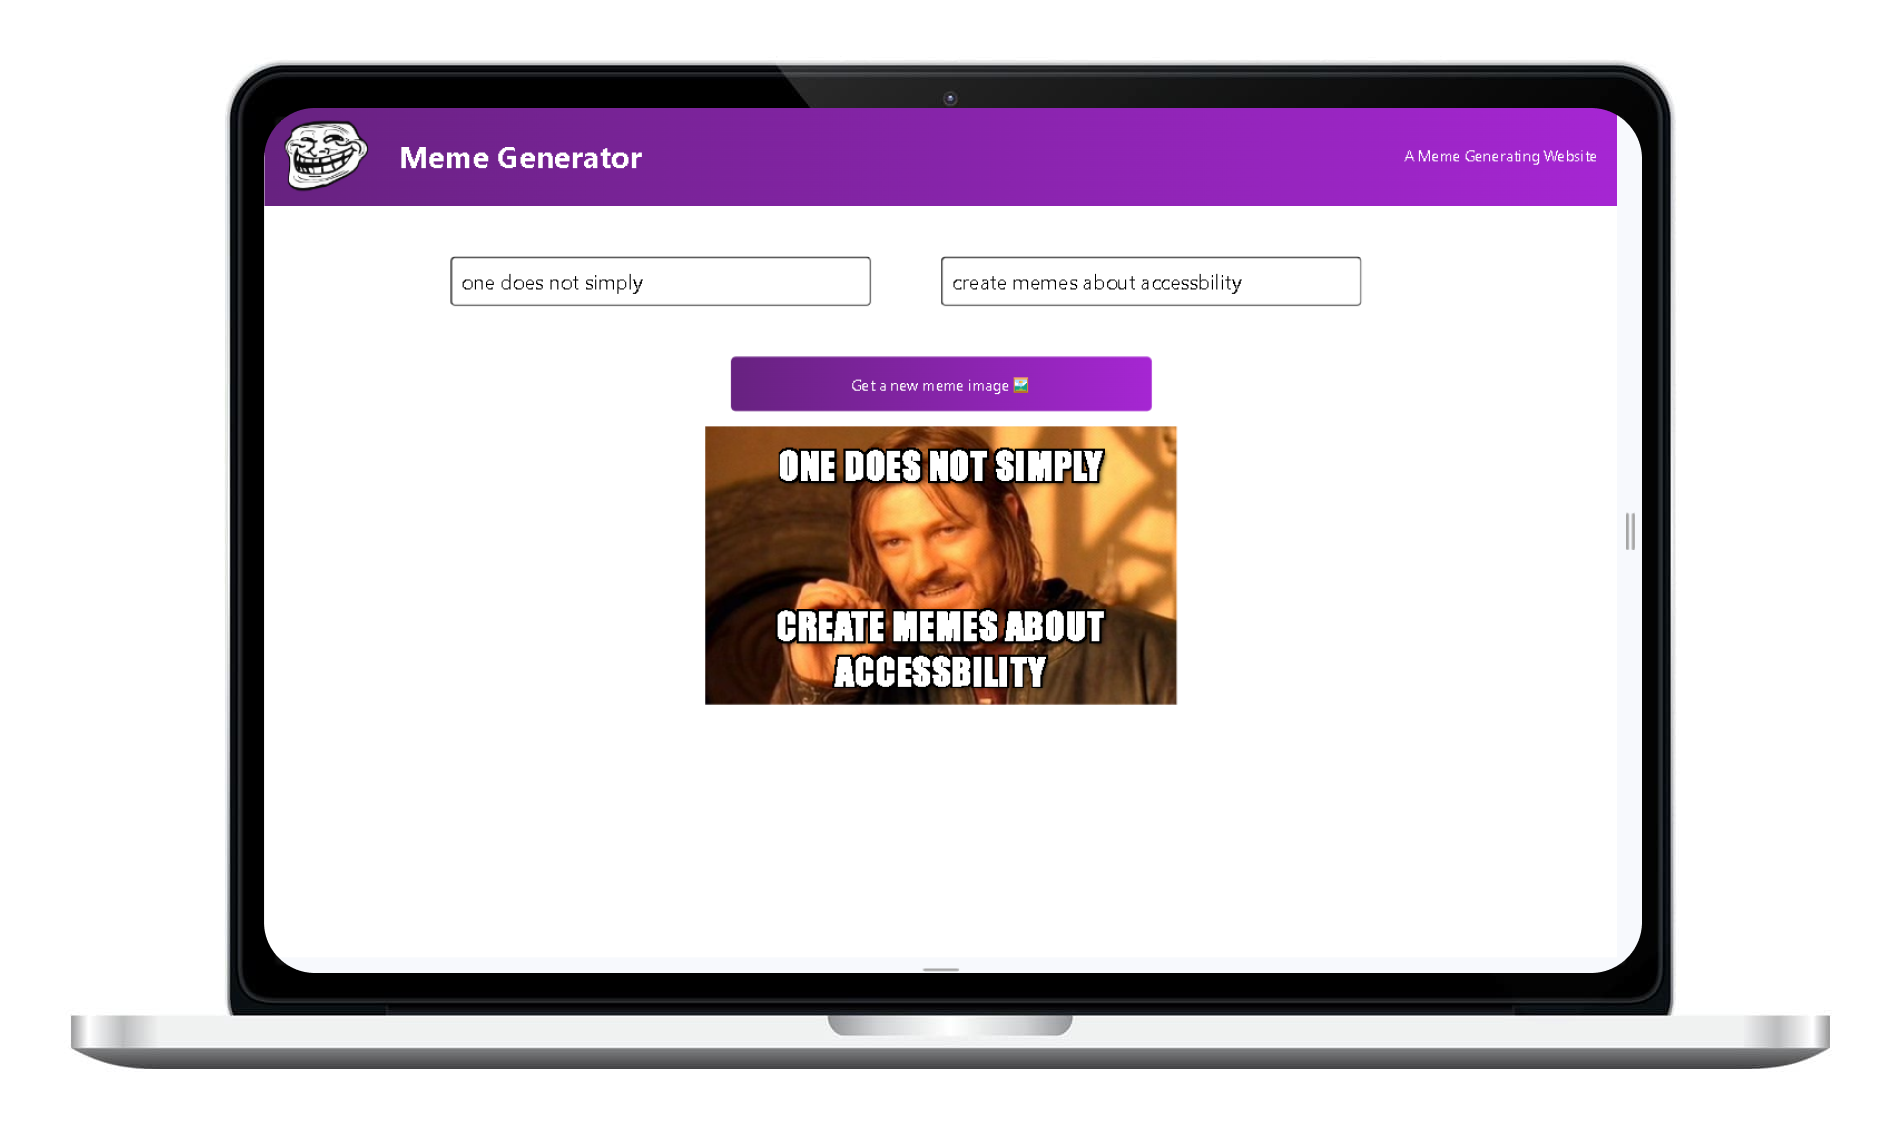 Meme Generator
A Meme Generating Website
one does not simply
create memes about accessbility
Get a new meme image 🖼️
ONE DOES NOT SIMPLY
CREATE MEMES ABOUT
ACCESSBILITY